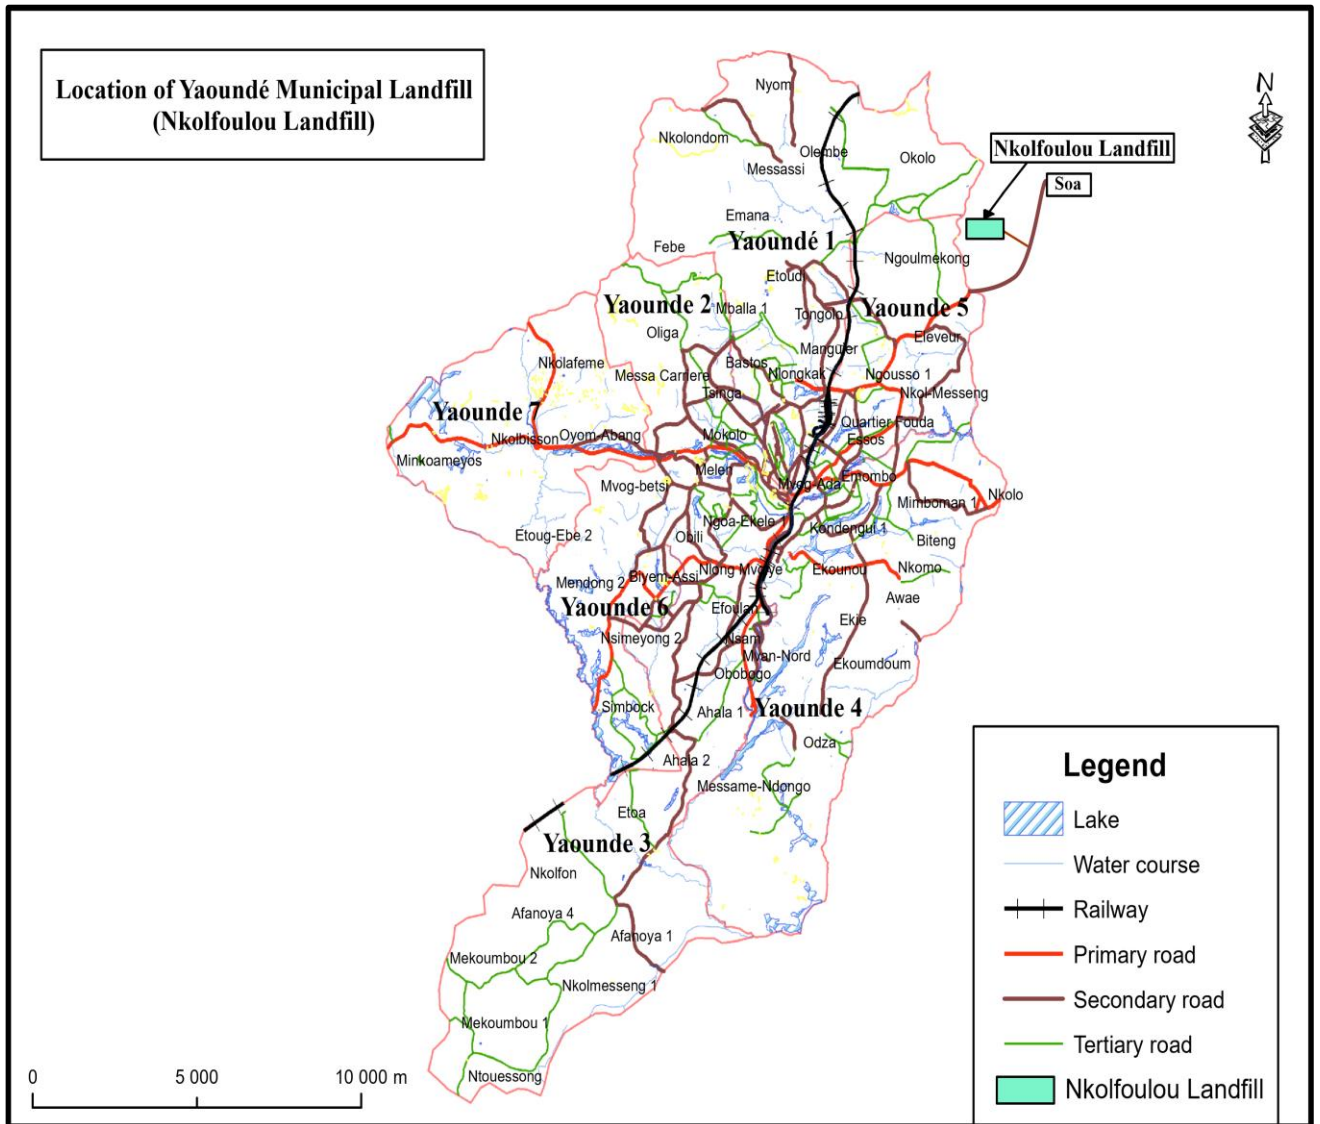 Location of Yaoundé Municipal Landfill
(Nkolfoulou Landfill)
N
Nkolfoulou Landfill
Soa
Nyom
Nkolondom
Olembe
Okolo
Messassi
Emana
Febe
Yaoundé 1
Ngoulmekong
Etoudi
Yaounde 2
Mballa 1
Tongolo
Yaounde 5
Oliga
Eleveur
Manguier
Nkolafeme
Bastos
Messa Carriere
Nlongkak
Ngousso 1
Tsinga
Nkol-Messeng
Yaounde 7
Quartier Fouda
Nkolbisson
Oyom-Abang
Mokolo
Essos
Minkoameyos
Melen
Mvog-betsi
Mvog-Ada
Emombo
Mimboman 1
Nkolo
Ngoa-Ekele 1
Kondengui 1
Etoug-Ebe 2
Obili
Biteng
Mendong 2
Biyem-Assi
Nlong Mvolye
Ekounou
Nkomo
Awae
Yaounde 6
Efoulan
Ekie
Nsimeyong 2
Nsam
Mvan-Nord
Ekoumdoum
Obobogo
Simbock
Ahala 1
Yaounde 4
Odza
Ahala 2
Messame-Ndongo
Etoa
Yaounde 3
Nkolfon
Afanoya 4
Afanoya 1
Mekoumbou 2
Nkolmesseng 1
Mekoumbou 1
Ntouessong
0
5 000
10 000 m
Legend
Lake
Water course
Railway
Primary road
Secondary road
Tertiary road
Nkolfoulou Landfill